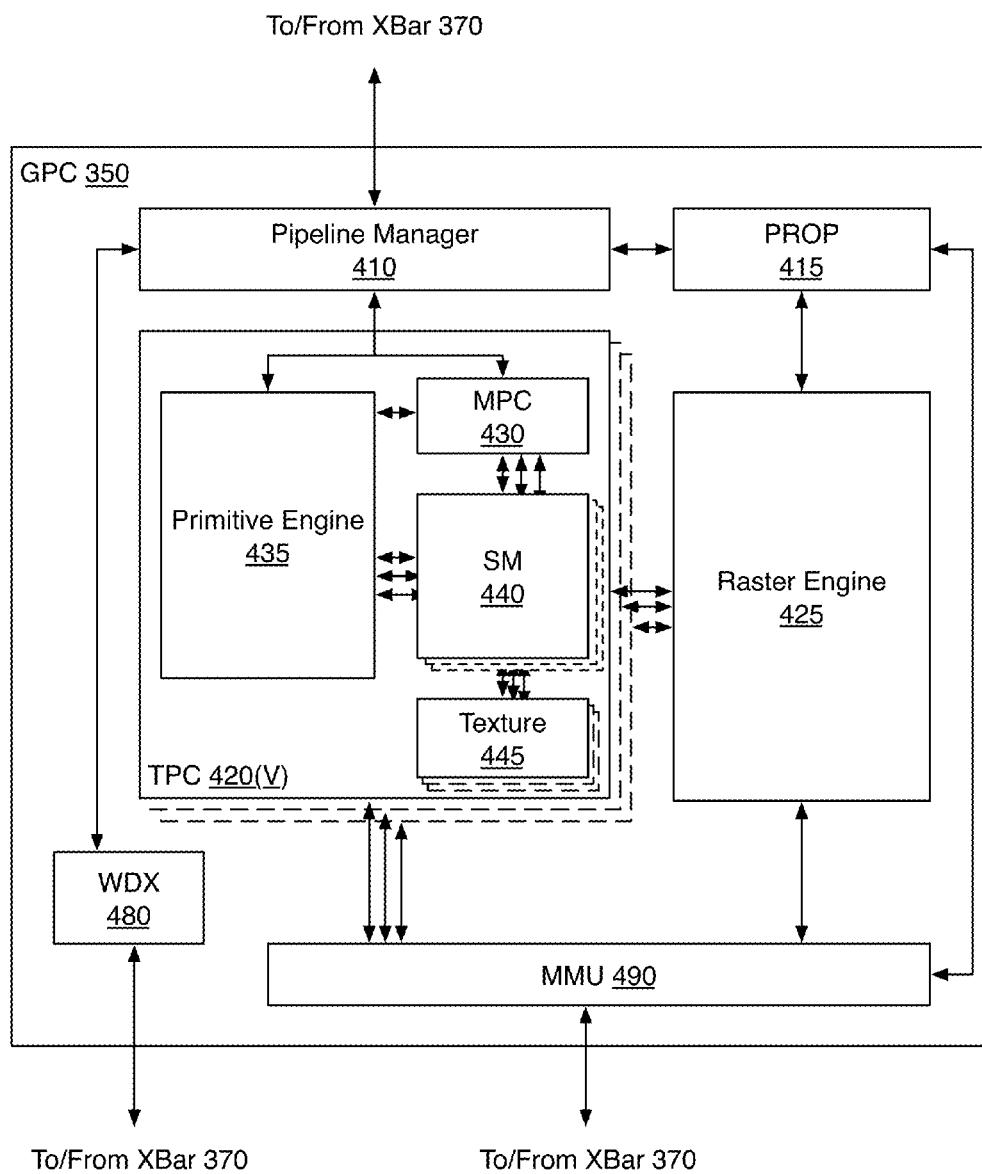 To/From XBar 370
GPC 350
Pipeline Manager
410
PROP
415
MPC
430
Primitive Engine
435
SM
440
Raster Engine
425
Texture
445
TPC 420(V)
WDX
480
MMU 490
To/From XBar 370
To/From XBar 370